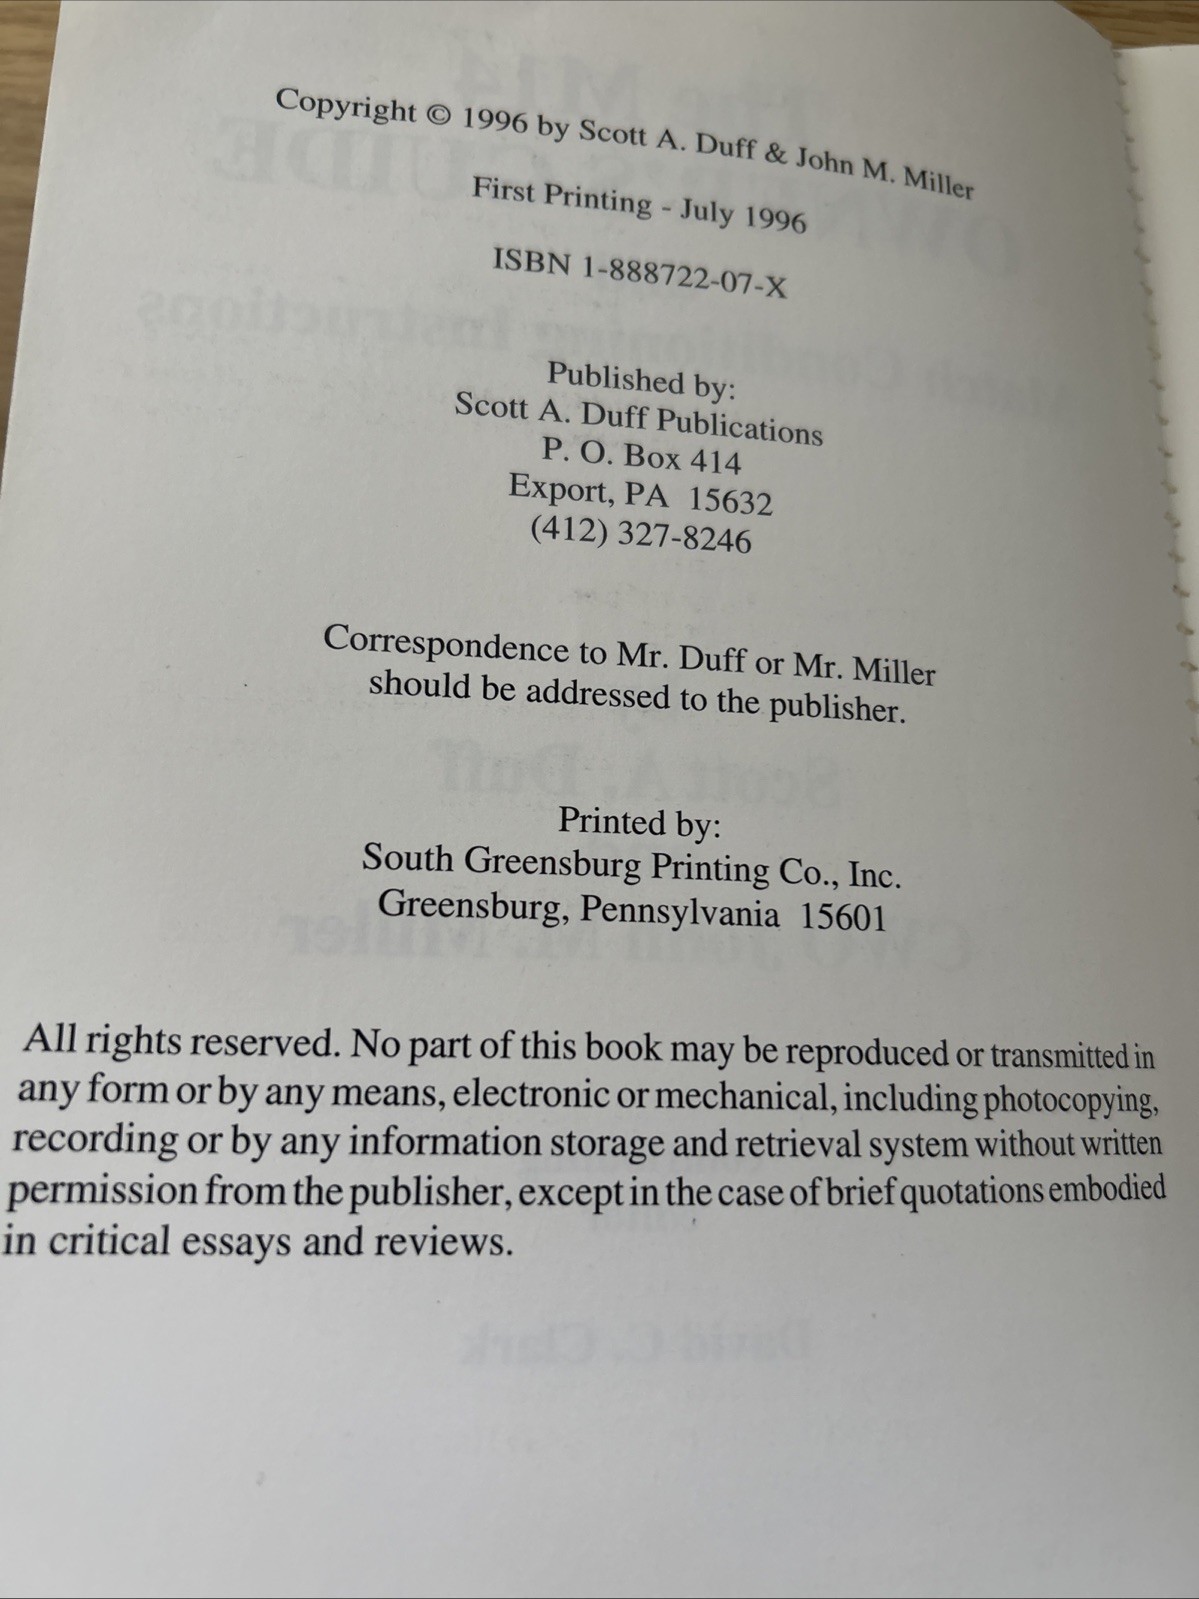 Copyright © 1996 by Scott A. Duff & John M. Miller
First Printing - July 1996
ISBN 1-888722-07-X
Published by:
Scott A. Duff Publications
P. O. Box 414
Export, PA 15632
(412) 327-8246
Correspondence to Mr. Duff or Mr. Miller
should be addressed to the publisher.
Printed by:
South Greensburg Printing Co., Inc.
Greensburg, Pennsylvania 15601
All rights reserved. No part of this book may be reproduced or transmitted in
any form or by any means, electronic or mechanical, including photocopying,
recording or by any information storage and retrieval system without written
permission from the publisher, except in the case of brief quotations embodied
in critical essays and reviews.